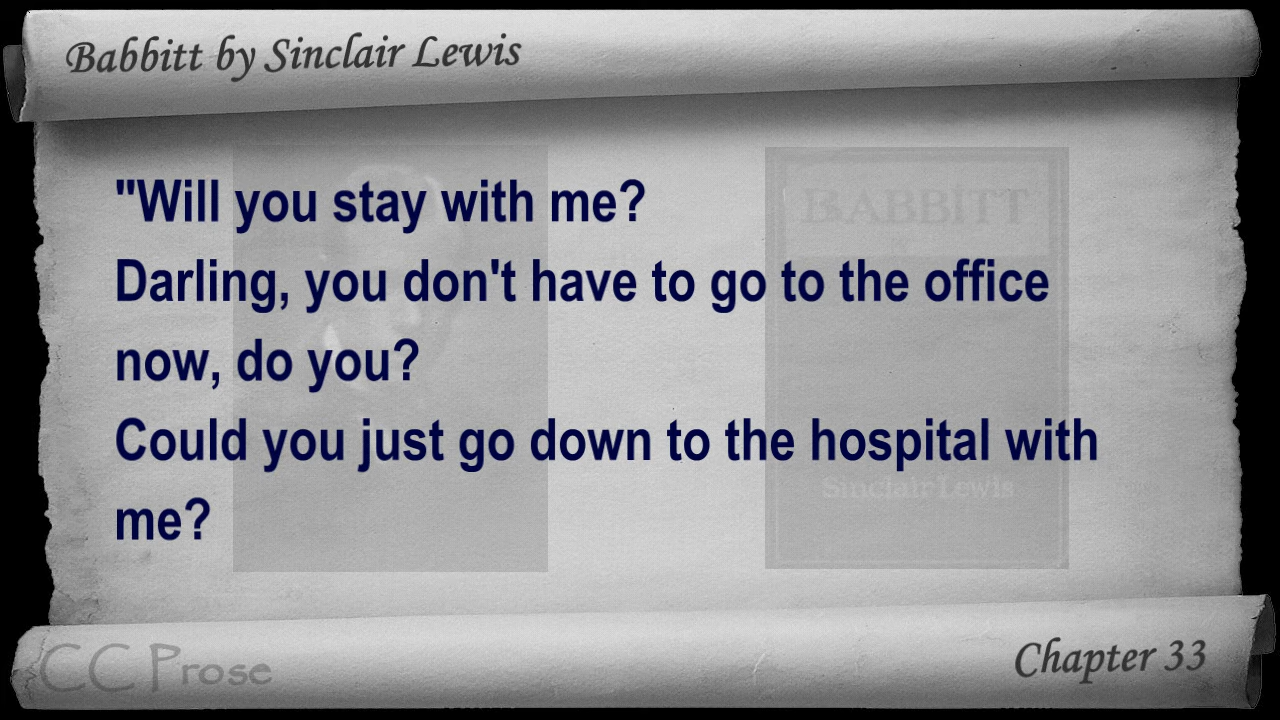 Babbitt by Sinclair Lewis
"Will you stay with me?
Darling, you don't have to go to the office
now, do you?
Could you just go down to the hospital with
me?
BABBITT
Sinclair Lewis
CC Prose
Chapter 33